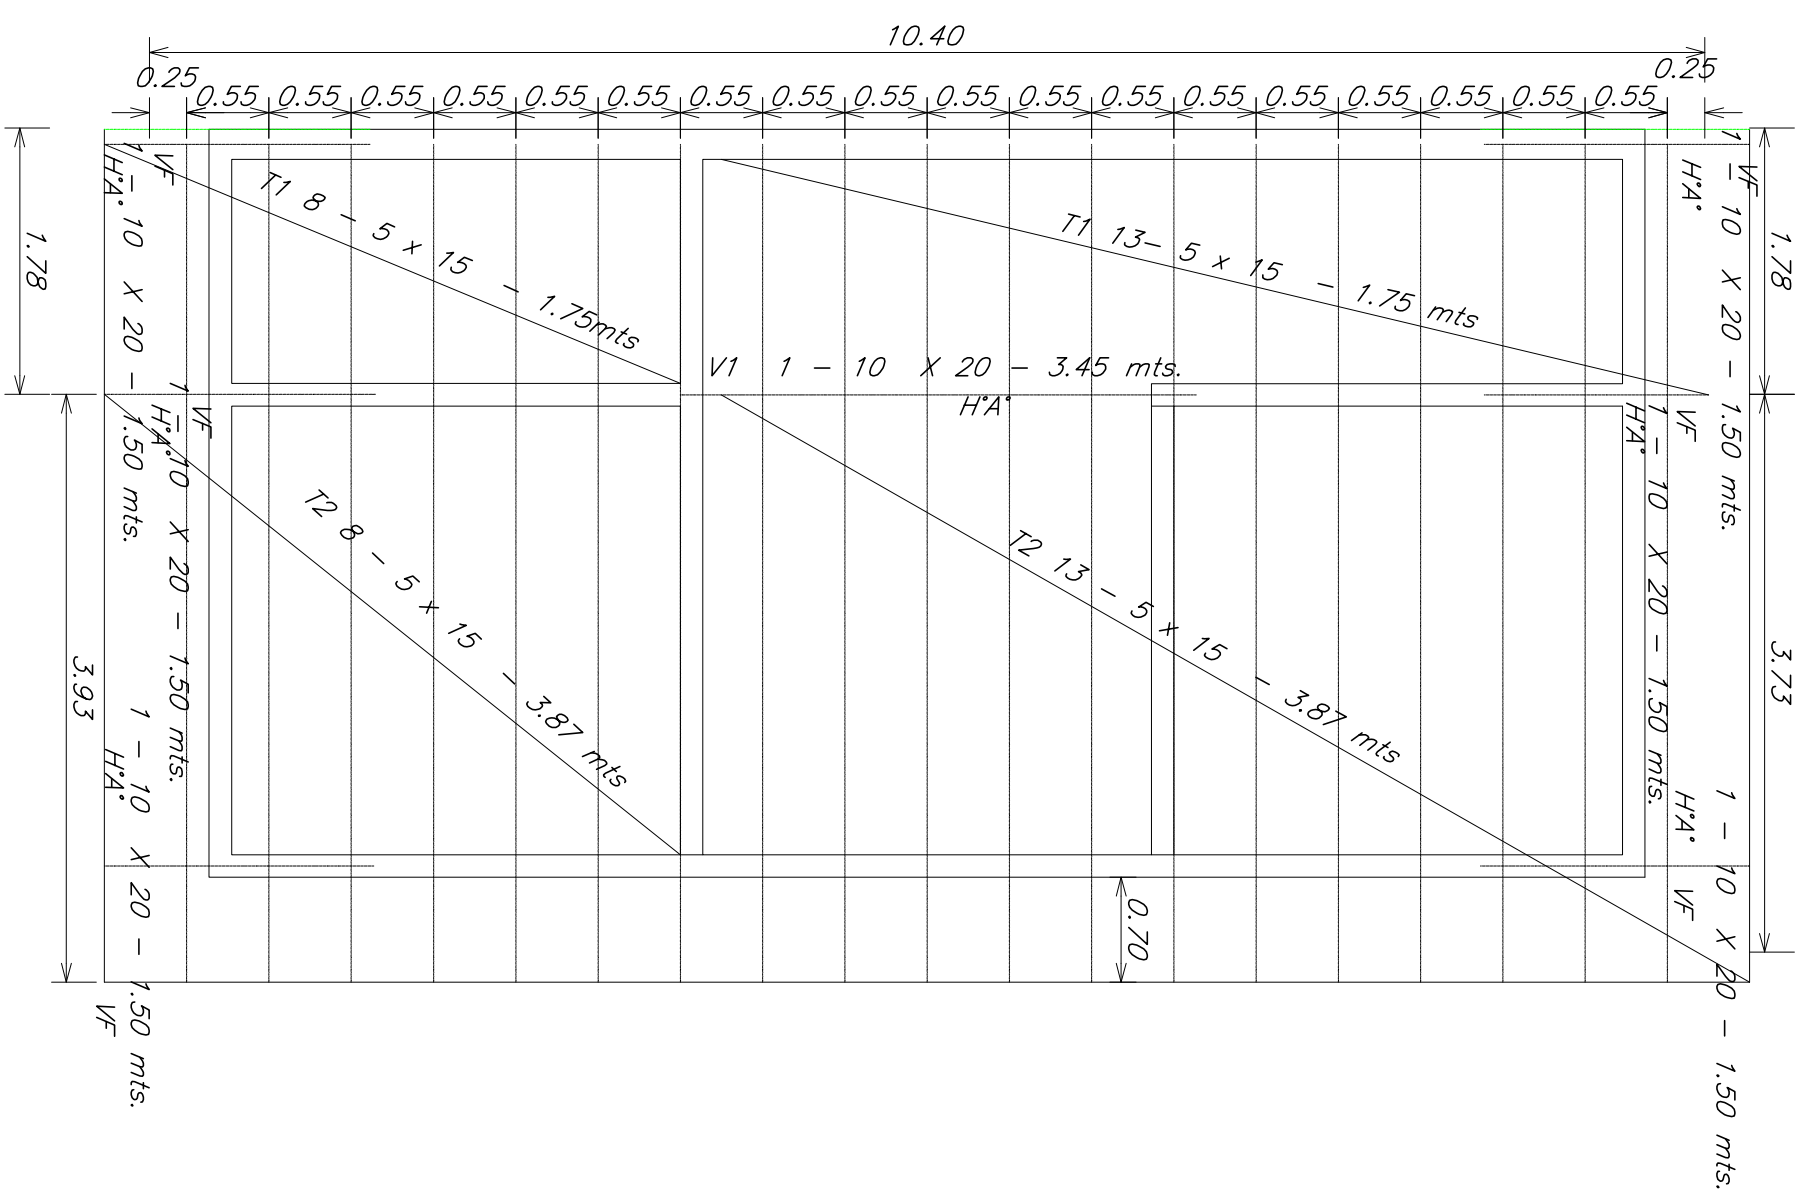 10.40
0.25
0.25
0.55 0.55 0.55 0.55 0.55 0.55 0.55 0.55 0.55 0.55 0.55 0.55 0.55 0.55 0.55 0.55 0.55 0.55
1.78
1 - 10 X 20 - 1.50 mts.
H°A°
VF
T1 8 - 5 x 15 - 1.75mts
T1 13- 5 x 15 - 1.75 mts
H°A°
VF
1 - 10 X 20 - 1.50 mts.
1.78
V1 1 - 10 X 20 - 3.45 mts.
H°A°
1 - 10 X 20 - 1.50 mts.
H°A°
VF
1 - 10 X 20 - 1.50 mts.
H°A°
VF
3.93
T2 8 - 5 x 15 - 3.87 mts
T2 13 - 5 x 15 - 3.87 mts
3.73
1 - 10 X 20 - 1.50 mts.
H°A°
VF
0.70
1 - 10 X 20 - 1.50 mts.
H°A°
VF